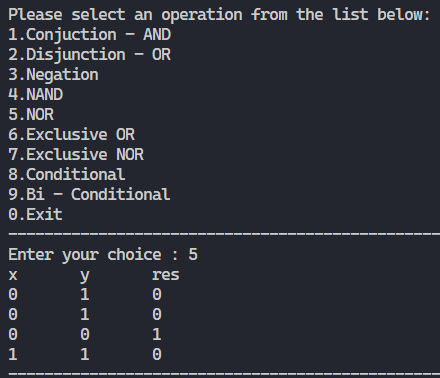 Please select an operation from the list below:
1.Conjuction - AND
2.Disjunction - OR
3.Negation
4.NAND
5.NOR
6.Exclusive OR
7.Exclusive NOR
8.Conditional
9.Bi - Conditional
0.Exit
------------------------------------------------
Enter your choice : 5
x y res
0 1 0
0 1 0
0 0 1
1 1 0
------------------------------------------------